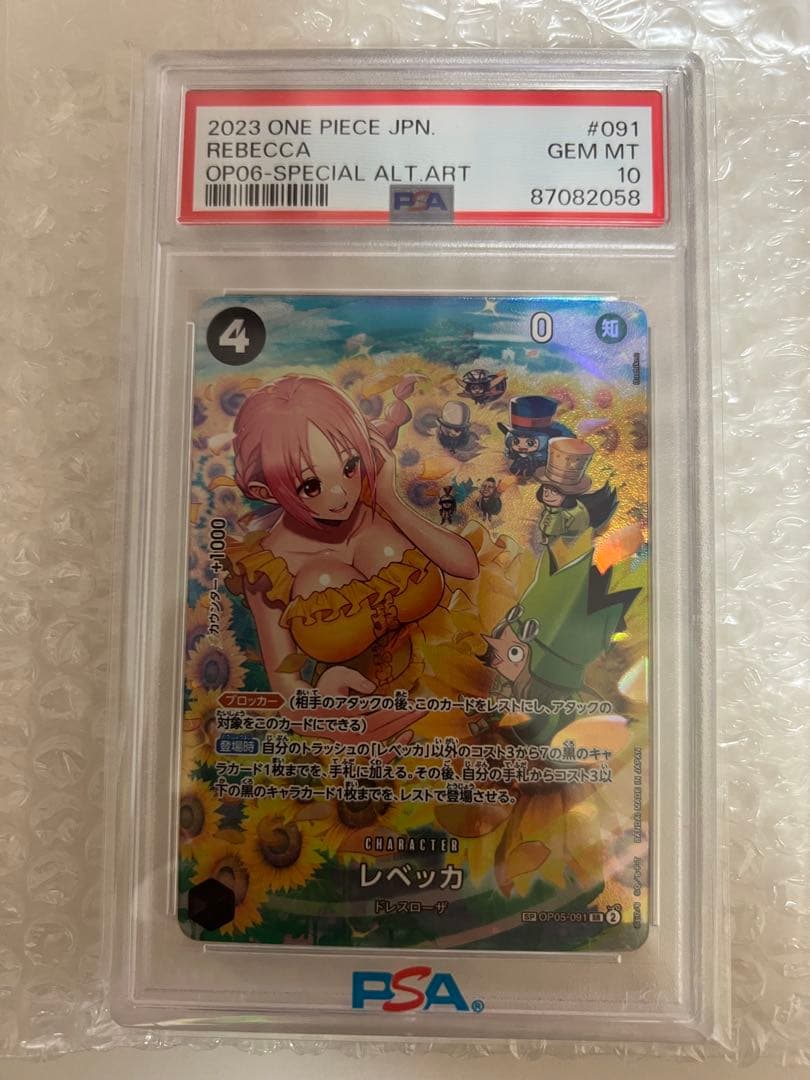 2023 ONE PIECE JPN. #091
REBECCA GEM MT
OP06-SPECIAL ALT.ART 10
PSA 87082058
4 0 知
カウンター +1000
ブロッカー (相手のアタックの後、このカードをレストにし、アタックの
対象をこのカードにできる)
登場時 自分のトラッシュの「レベッカ」以外のコスト3から7の黒のキャ
ラカード1枚までを、手札に加える。その後、自分の手札からコスト3以
下の黒のキャラカード1枚までを、レストで登場させる。
CHARACTER
レベッカ
ドレスローザ
SP OP05-091 SR 2
BANDAI MADE IN JAPAN
PSA®